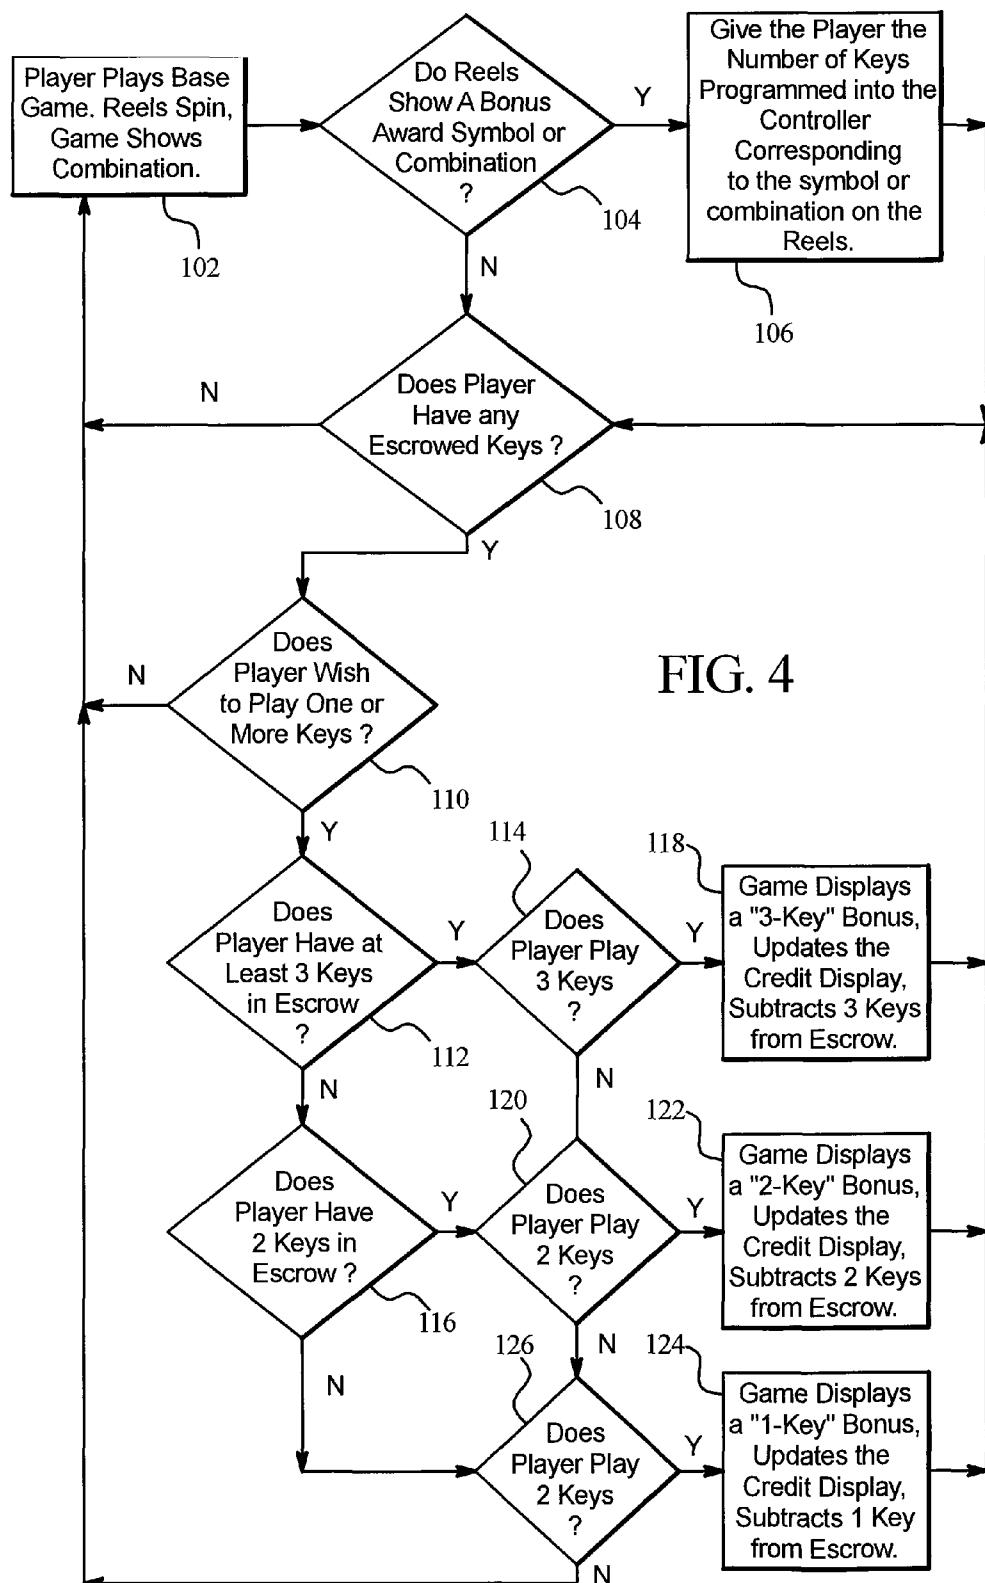 Player Plays Base
Game. Reels Spin,
Game Shows
Combination.
102
Do Reels
Show A Bonus
Award Symbol or
Combination
?
104
Y
N
Give the Player the
Number of Keys
Programmed into the
Controller
Corresponding
to the symbol or
combination on the
Reels.
106
Does Player
Have any
Escrowed Keys ?
108
N
Y
Does
Player Wish
to Play One or
More Keys ?
110
N
Y
FIG. 4
Does
Player Have at
Least 3 Keys
in Escrow
?
112
Y
N
114
Does
Player Play
3 Keys
?
Y
N
118
Game Displays
a "3-Key" Bonus,
Updates the
Credit Display,
Subtracts 3 Keys
from Escrow.
Does
Player Have
2 Keys in
Escrow ?
116
Y
N
120
Does
Player Play
2 Keys
?
Y
N
122
Game Displays
a "2-Key" Bonus,
Updates the
Credit Display,
Subtracts 2 Keys
from Escrow.
126
Does
Player Play
2 Keys
?
Y
N
124
Game Displays
a "1-Key" Bonus,
Updates the
Credit Display,
Subtracts 1 Key
from Escrow.